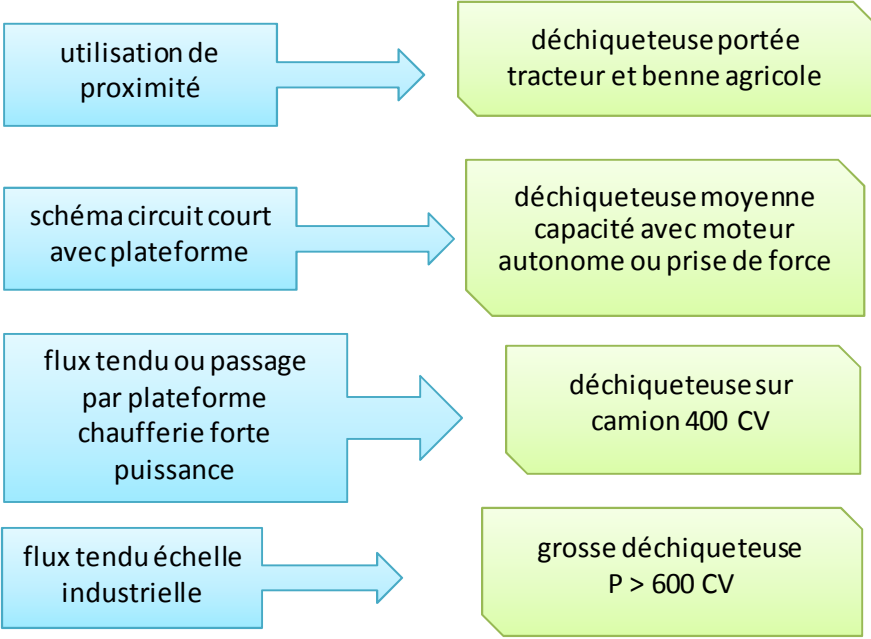 utilisation de
proximité
déchiqueteuse portée
tracteur et benne agricole
schéma circuit court
avec plateforme
déchiqueteuse moyenne
capacité avec moteur
autonome ou prise de force
flux tendu ou passage
par plateforme
chaufferie forte
puissance
déchiqueteuse sur
camion 400 CV
flux tendu échelle
industrielle
grosse déchiqueteuse
P > 600 CV